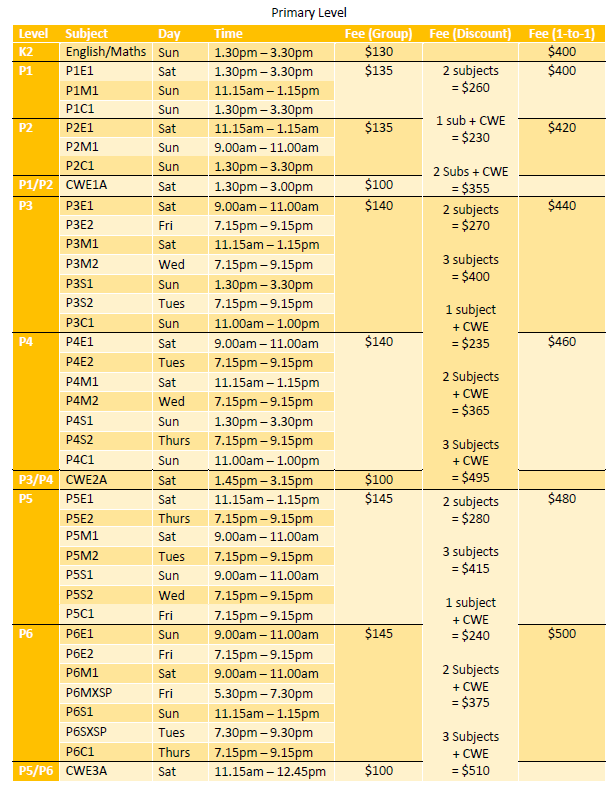 Primary Level
Level Subject Day Time Fee (Group) Fee (Discount) Fee (1-to-1)
K2 English/Maths Sun 1.30pm – 3.30pm $130 $400
P1 P1E1 Sat 1.30pm – 3.30pm $135 2 subjects $400
P1M1 Sun 11.15am – 1.15pm = $260
P1C1 Sun 1.30pm – 3.30pm
1 sub + CWE
P2 P2E1 Sat 11.15am – 1.15am $135 = $230 $420
P2M1 Sun 9.00am – 11.00am
P2C1 Sun 1.30pm – 3.30pm 2 Subs + CWE
P1/P2 CWE1A Sat 1.30pm – 3.00pm $100 = $355
P3 P3E1 Sat 9.00am – 11.00am $140 2 subjects $440
P3E2 Fri 7.15pm – 9.15pm = $270
P3M1 Sat 11.15am – 1.15pm
P3M2 Wed 7.15pm – 9.15pm 3 subjects
P3S1 Sun 1.30pm – 3.30pm = $400
P3S2 Tues 7.15pm – 9.15pm 1 subject
P3C1 Sun 11.00am – 1.00pm + CWE
P4 P4E1 Sat 9.00am – 11.00am $140 = $235 $460
P4E2 Tues 7.15pm – 9.15pm
P4M1 Sat 11.15am – 1.15pm 2 Subjects
P4M2 Wed 7.15pm – 9.15pm + CWE
= $365
P4S1 Sun 1.30pm – 3.30pm
P4S2 Thurs 7.15pm – 9.15pm 3 Subjects
P4C1 Sun 11.00am – 1.00pm + CWE
P3/P4 CWE2A Sat 1.45pm – 3.15pm $100 = $495
P5 P5E1 Sat 11.15am – 1.15pm $145 2 subjects $480
P5E2 Thurs 7.15pm – 9.15pm = $280
P5M1 Sat 9.00am – 11.00am
P5M2 Tues 7.15pm – 9.15pm 3 subjects
P5S1 Sun 9.00am – 11.00am = $415
P5S2 Wed 7.15pm – 9.15pm 1 subject
P5C1 Fri 7.15pm – 9.15pm + CWE
P6 P6E1 Sun 9.00am – 11.00am $145 = $240 $500
P6E2 Fri 7.15pm – 9.15pm
P6M1 Sat 9.00am – 11.00am 2 Subjects
P6MXSP Fri 5.30pm – 7.30pm + CWE
= $375
P6S1 Sun 11.15am – 1.15pm
P6SXSP Tues 7.30pm – 9.30pm 3 Subjects
P6C1 Thurs 7.15pm – 9.15pm + CWE
P5/P6 CWE3A Sat 11.15am – 12.45pm $100 = $510